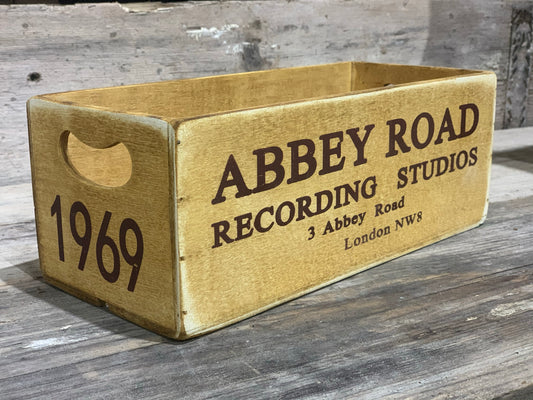 1969
ABBEY ROAD
RECORDING STUDIOS
3 Abbey Road
London NW8